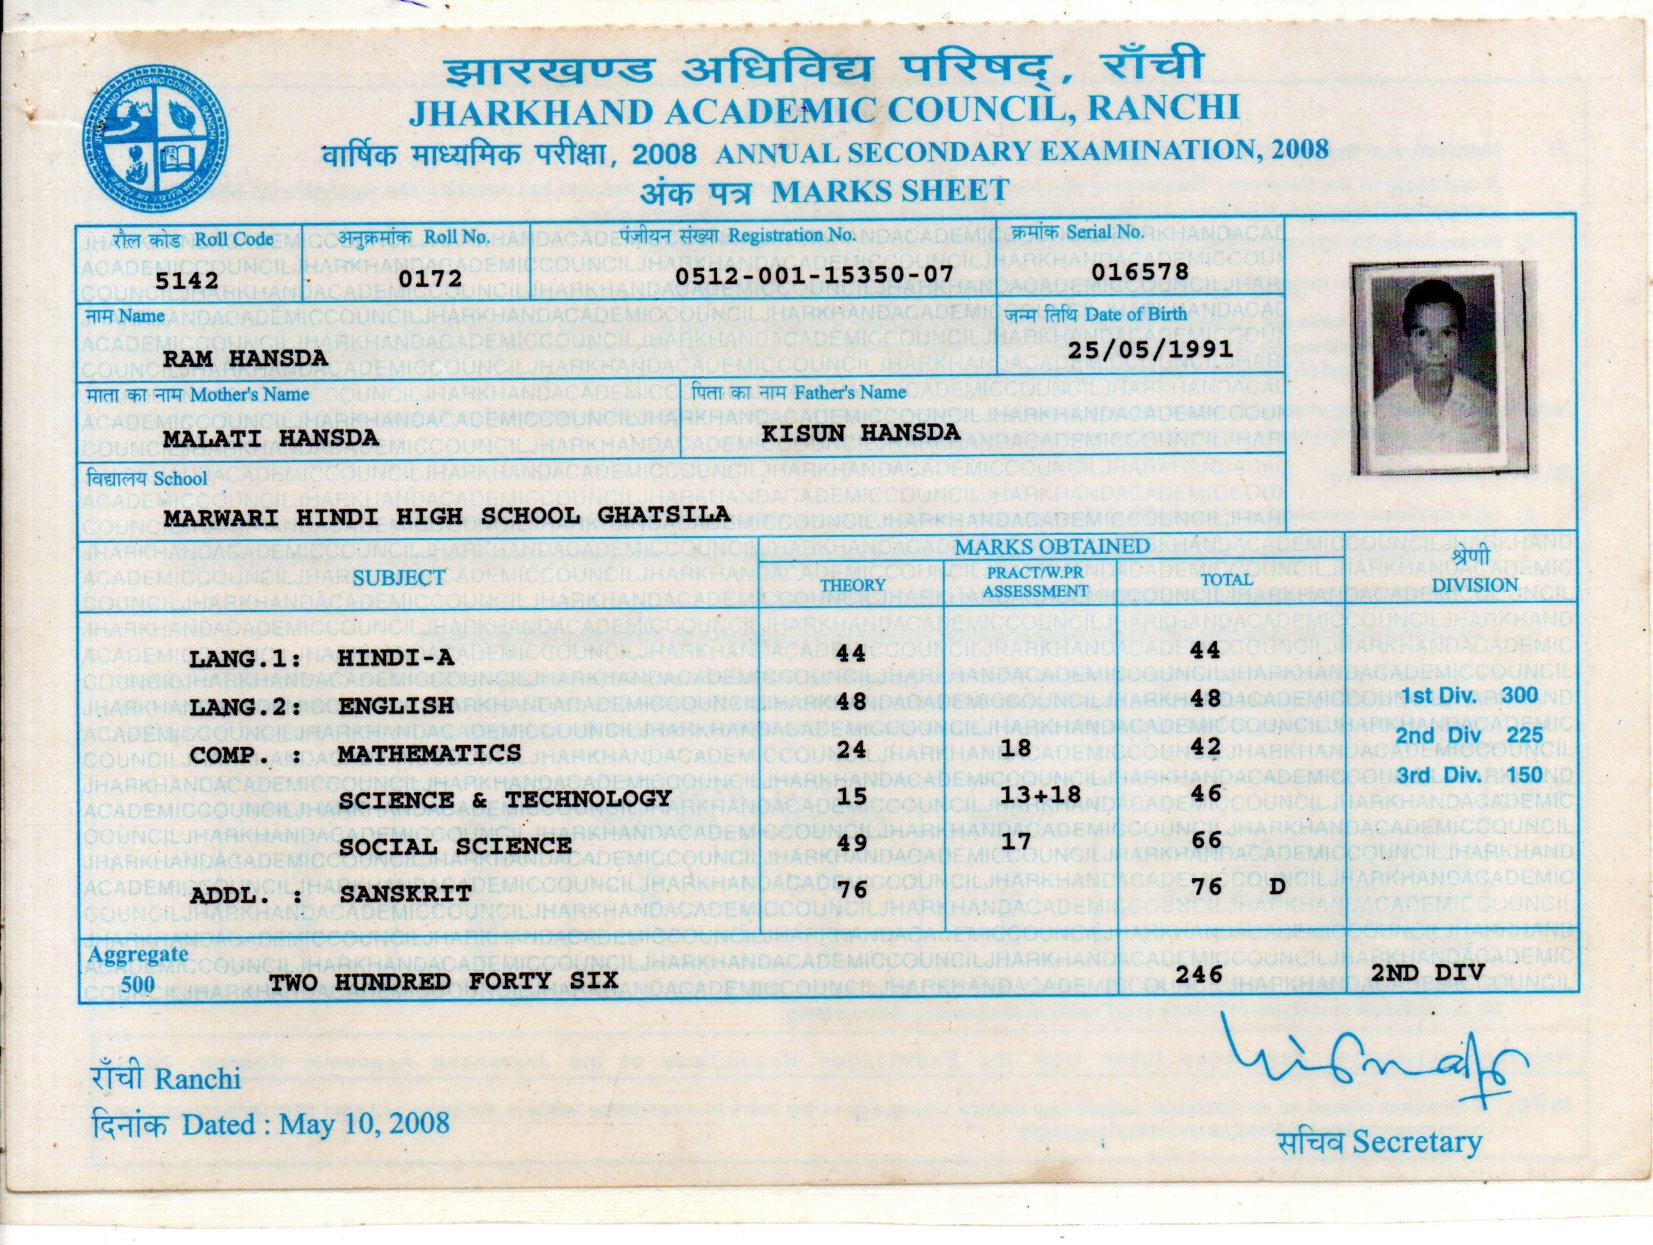 झारखण्ड अधिविद्य परिषद्, राँची
JHARKHAND ACADEMIC COUNCIL, RANCHI
वार्षिक माध्यमिक परीक्षा, 2008 ANNUAL SECONDARY EXAMINATION, 2008
अंक पत्र MARKS SHEET
रौल कोड Roll Code अनुक्रमांक Roll No. पंजीयन संख्या Registration No. क्रमांक Serial No.
5142 0172 0512-001-15350-07 016578
नाम Name जन्म तिथि Date of Birth
RAM HANSDA 25/05/1991
माता का नाम Mother's Name पिता का नाम Father's Name
MALATI HANSDA KISUN HANSDA
विद्यालय School
MARWARI HINDI HIGH SCHOOL GHATSILA
SUBJECT MARKS OBTAINED श्रेणी
THEORY PRACT/W.PR ASSESSMENT TOTAL DIVISION
LANG.1: HINDI-A 44 44
LANG.2: ENGLISH 48 48 1st Div. 300
COMP. : MATHEMATICS 24 18 42 2nd Div 225
3rd Div. 150
SCIENCE & TECHNOLOGY 15 13+18 46
SOCIAL SCIENCE 49 17 66
ADDL. : SANSKRIT 76 76 D
Aggregate
500 TWO HUNDRED FORTY SIX 246 2ND DIV
राँची Ranchi
दिनांक Dated : May 10, 2008
सचिव Secretary